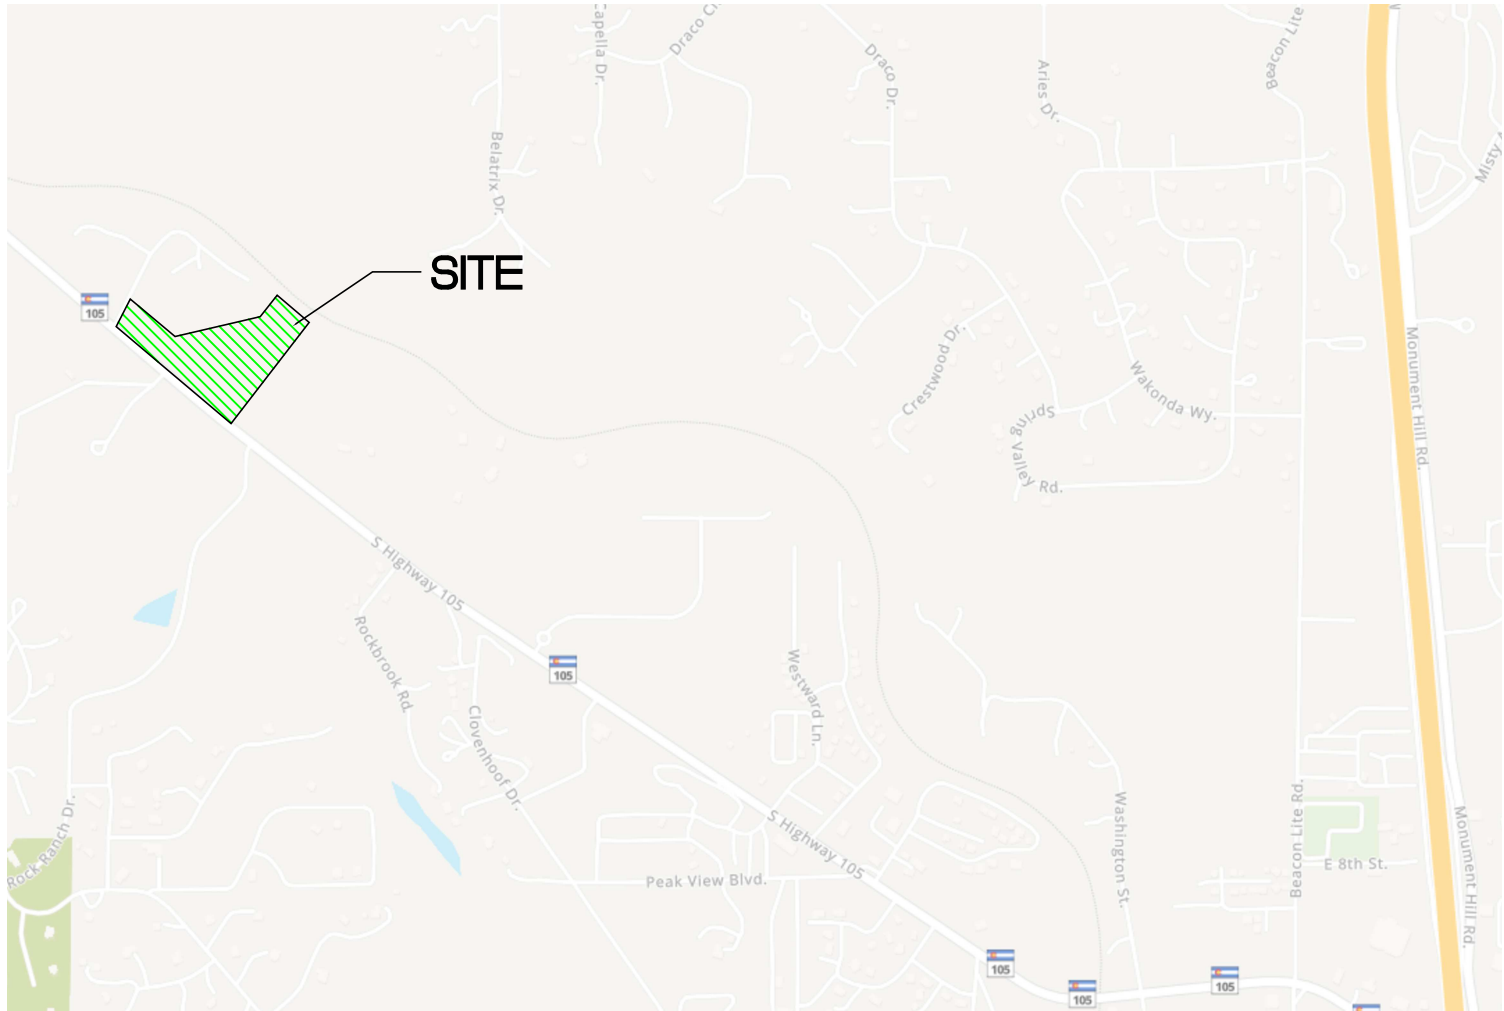 Capella Dr.
Draco
Draco Dr.
Aries Dr.
Beacon Lite
W
Misty
Belatrix Dr.
SITE
105
Crestwood Dr.
Wakonda Wy.
Spring Valley Rd.
Monument Hill Rd.
S Highway 105
Rockbrook Rd.
105
Clovenhoof Dr.
Westward Ln.
S Highway 105
Peak View Blvd.
Rock Ranch Dr.
Washington St.
Beacon Lite Rd.
E 8th St.
Monument Hill Rd.
105
105
105